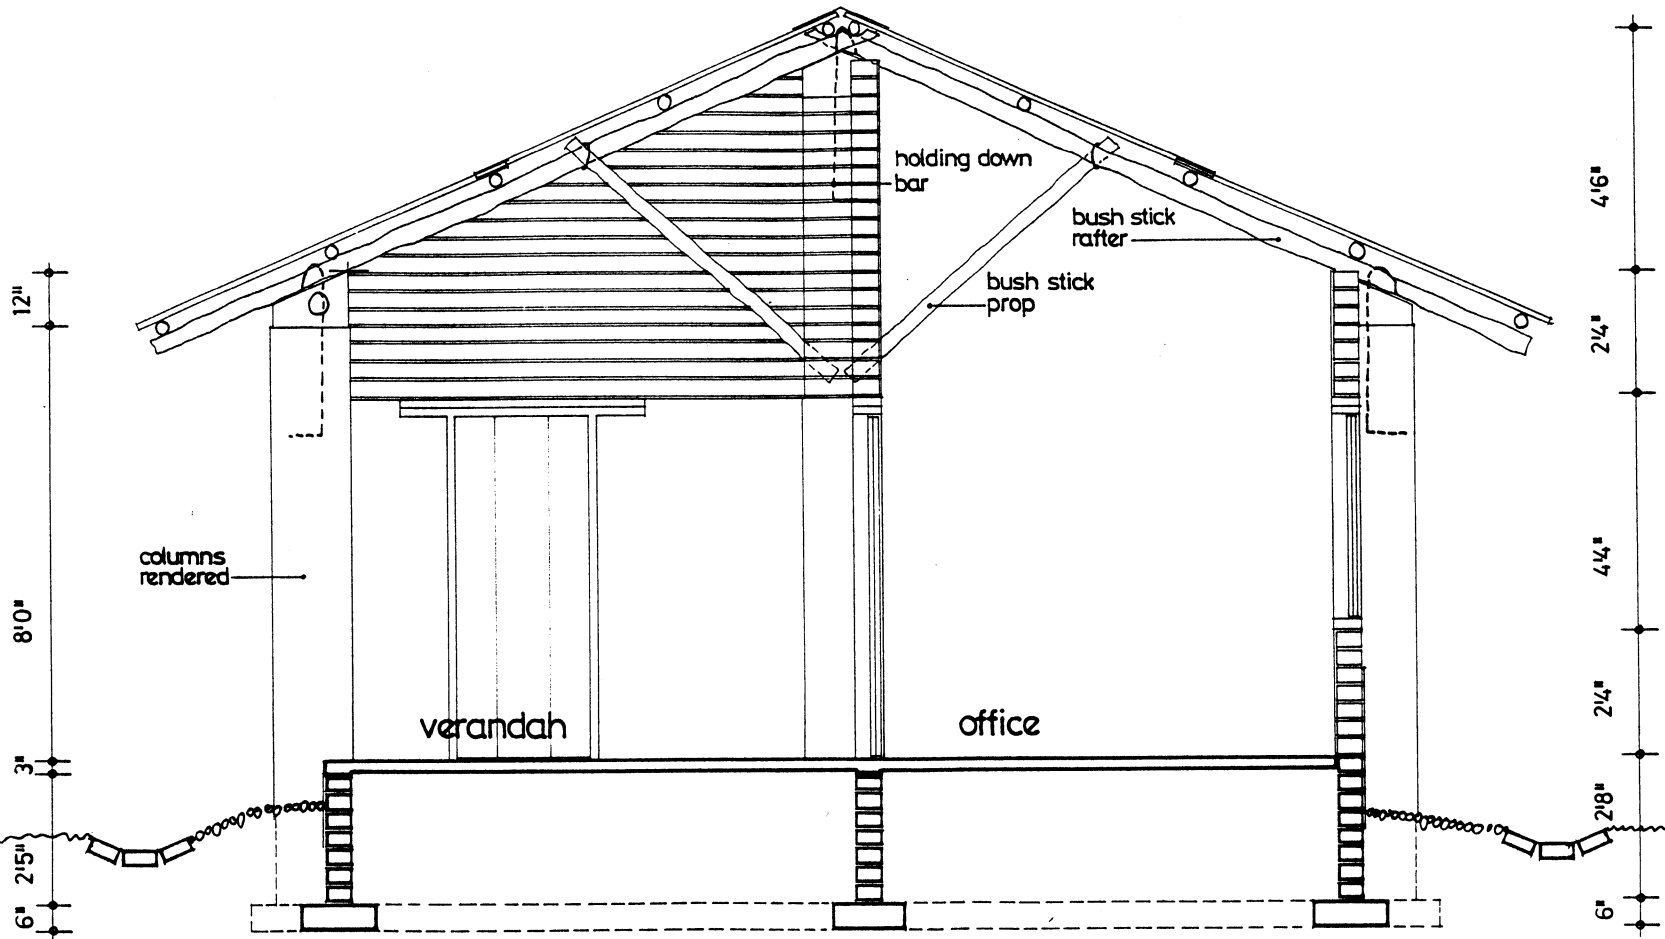 holding down
bar
bush stick
rafter
bush stick
prop
columns
rendered
verandah
office
12"
8'0"
3"
2'5"
6"
4'6"
2'4"
4'4"
2'4"
2'8"
6"